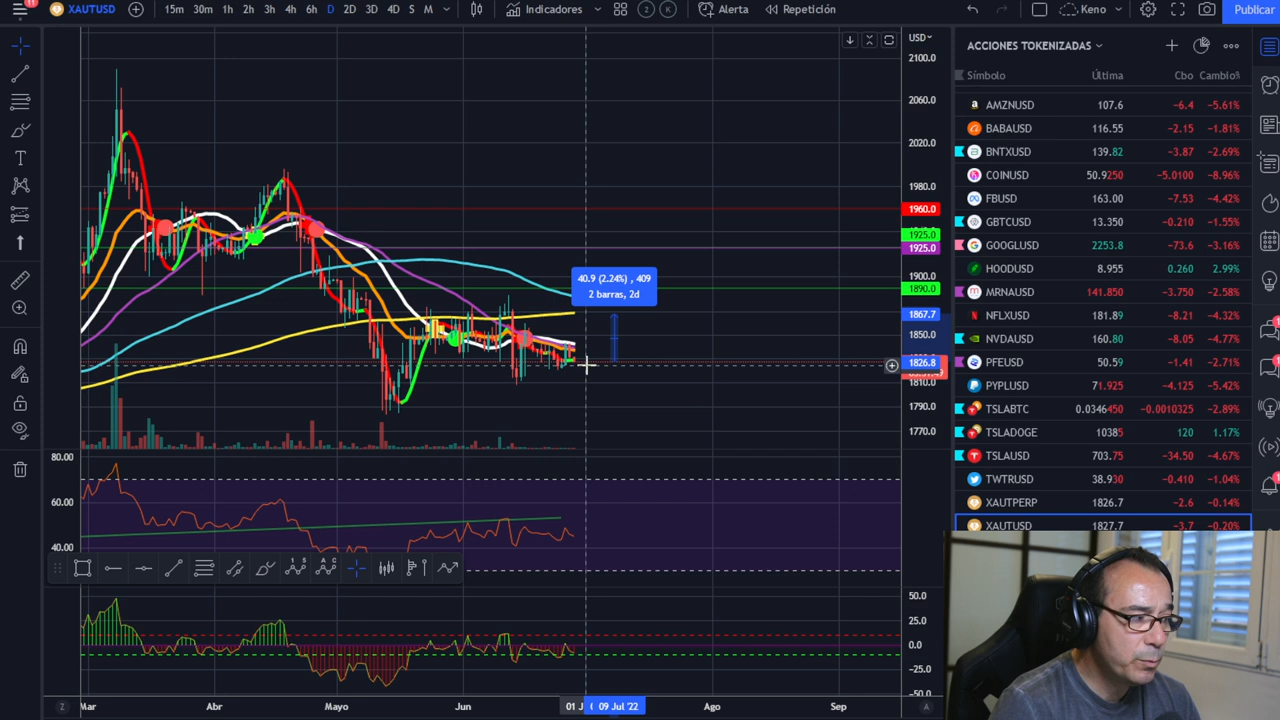 11
XAUTUSD
15m 30m 1h 2h 3h 4h 6h D 2D 3D 4D S M
Indicadores
2 K
Alerta
Repetición
Keno
Publicar
USD
2100.0
2060.0
2020.0
1980.0
1960.0
1925.0
1925.0
1900.0
1890.0
1867.7
1850.0
1826.8
1810.0
1790.0
1770.0
40.9 (2.24%) , 409
2 barras, 2d
80.00
60.00
40.00
50.0
25.0
0.0
−25.0
−50.0
Z
Mar
Abr
Mayo
Jun
01 J
09 Jul '22
Ago
Sep
A
ACCIONES TOKENIZADAS
Símbolo Última Cbo Cambio%
AMZNUSD 107.6 −6.4 −5.61%
BABAUSD 116.55 −2.15 −1.81%
BNTXUSD 139.82 −3.87 −2.69%
COINUSD 50.9250 −5.0100 −8.96%
FBUSD 163.00 −7.53 −4.42%
GBTCUSD 13.350 −0.210 −1.55%
GOOGLUSD 2253.8 −73.6 −3.16%
HOODUSD 8.955 0.260 2.99%
MRNAUSD 141.850 −3.750 −2.58%
NFLXUSD 181.89 −8.21 −4.32%
NVDAUSD 160.80 −8.05 −4.77%
PFEUSD 50.59 −1.41 −2.71%
PYPLUSD 71.925 −4.125 −5.42%
TSLABTC 0.0346450 −0.0010325 −2.89%
TSLADOGE 10385 120 1.17%
TSLAUSD 703.75 −34.50 −4.67%
TWTRUSD 38.930 −0.410 −1.04%
XAUTPERP 1826.7 −2.6 −0.14%
XAUTUSD 1827.7 −3.7 −0.20%